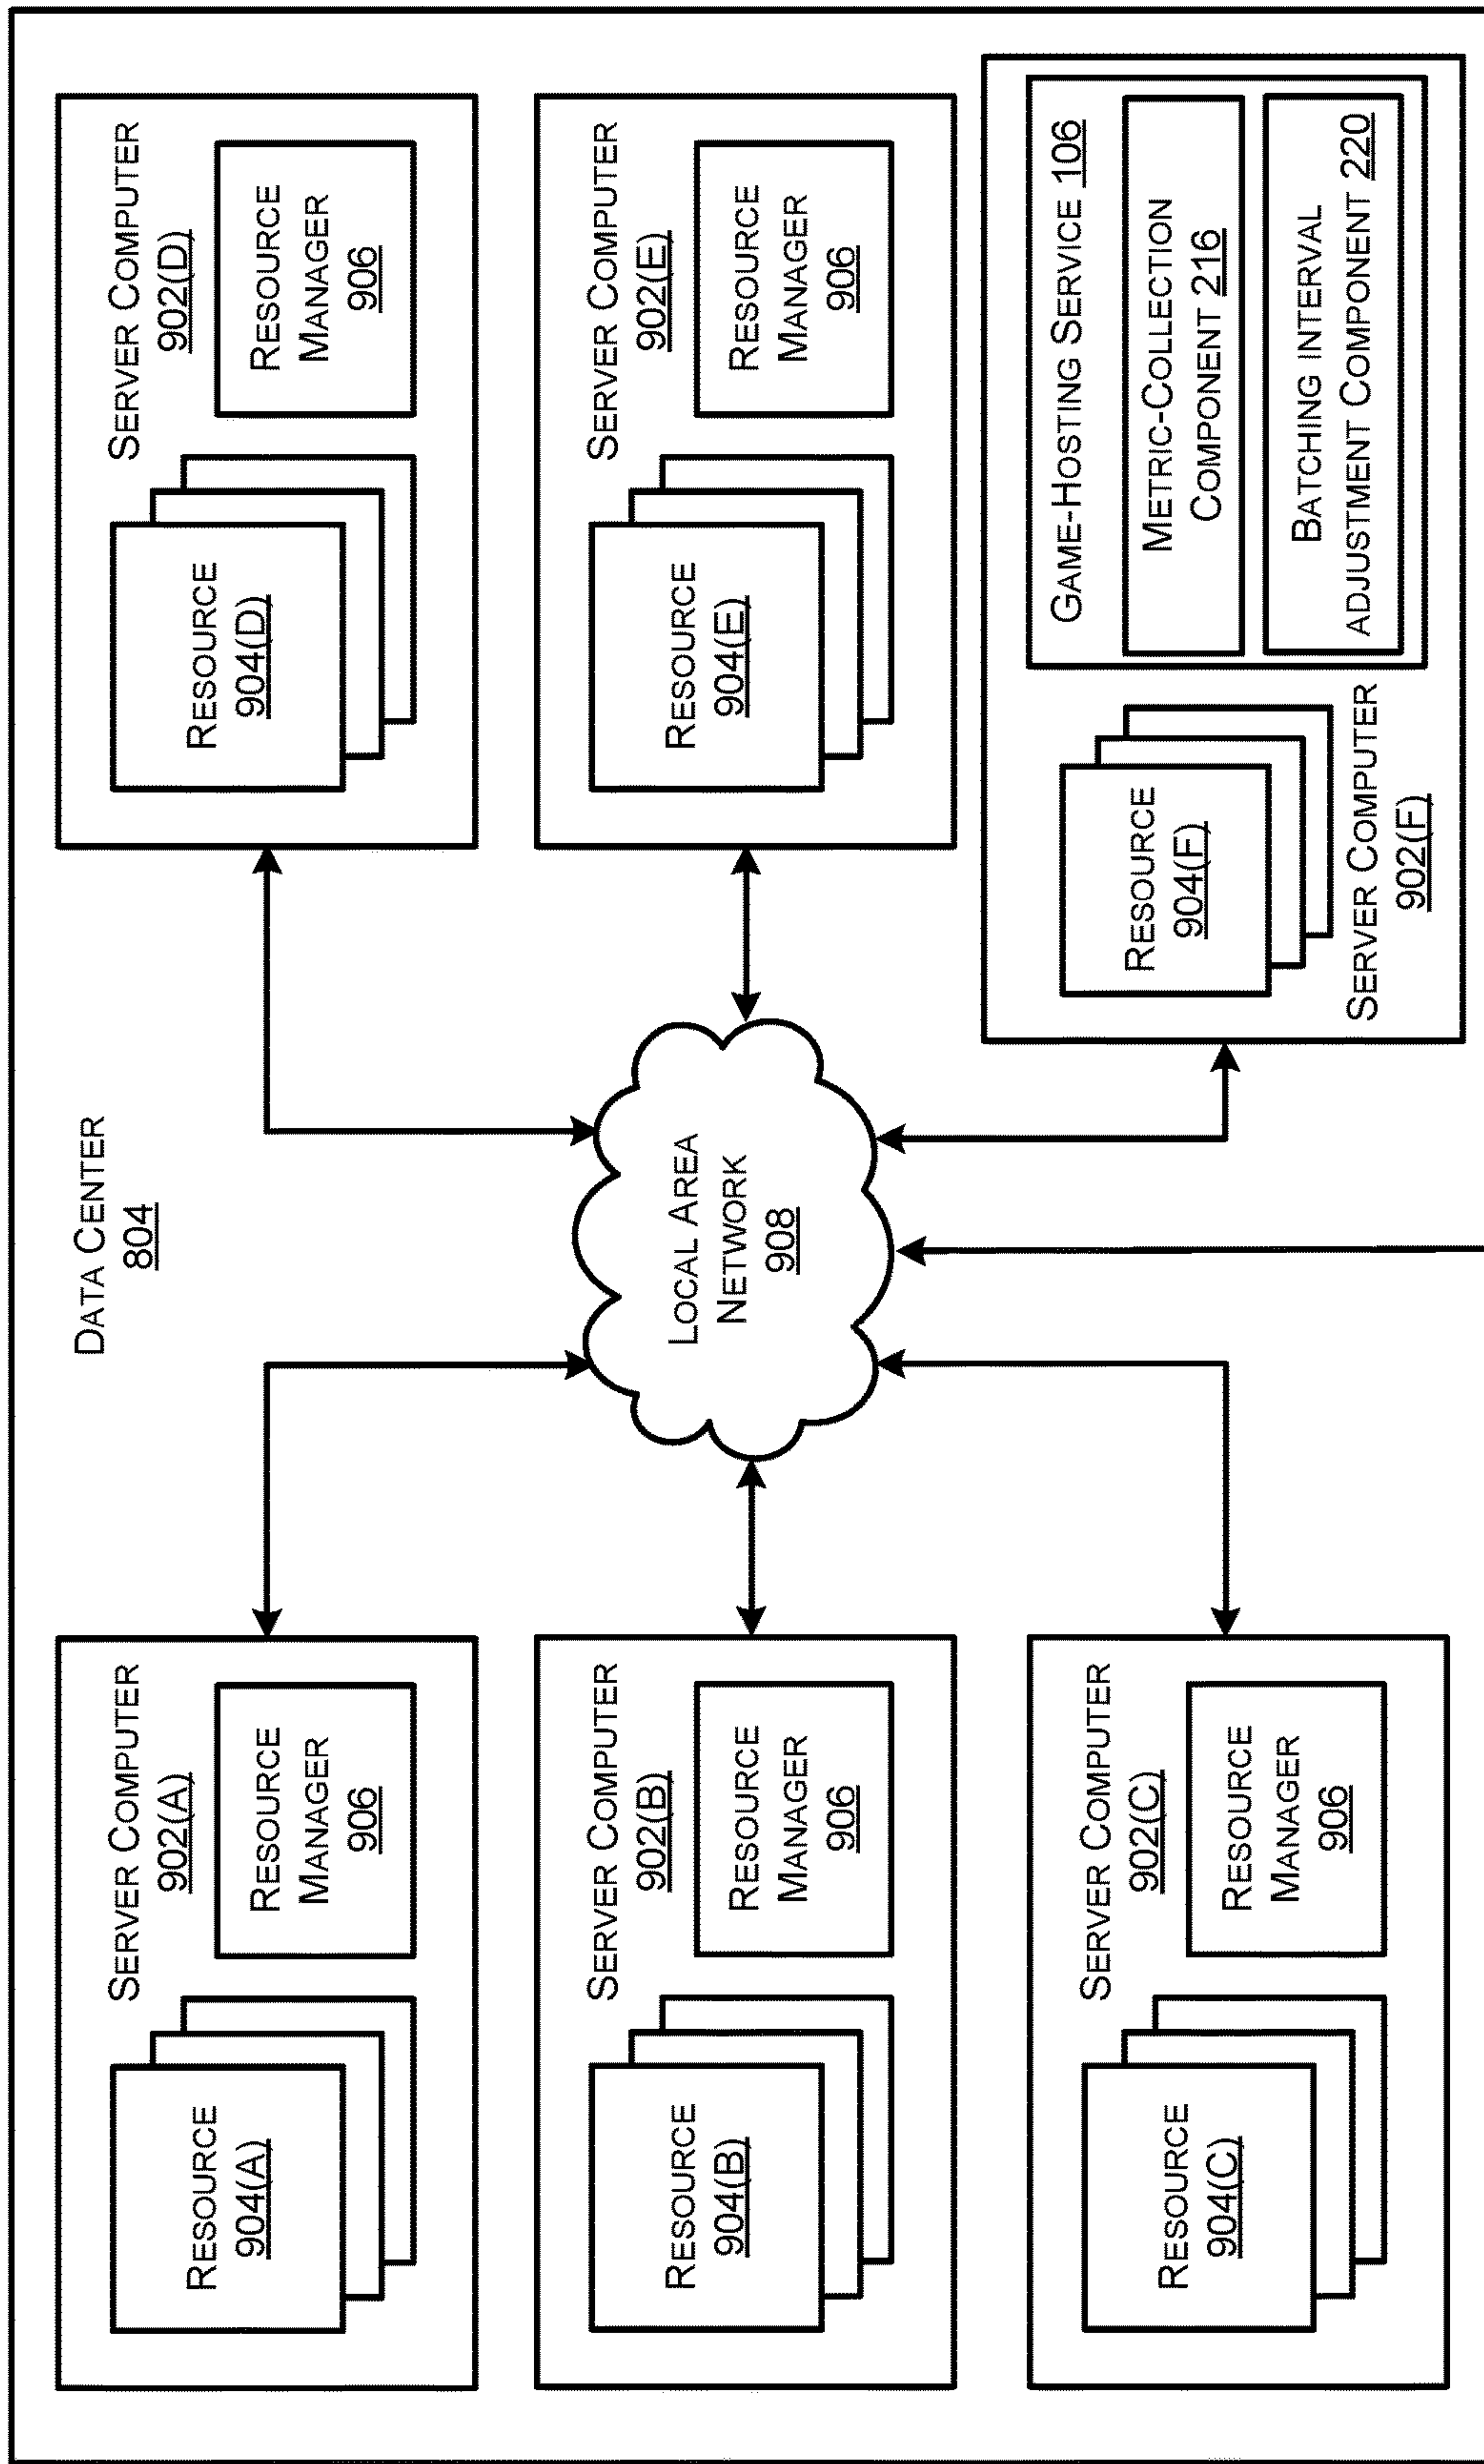 DATA CENTER
804
SERVER COMPUTER
902(A)
RESOURCE
904(A)
RESOURCE
MANAGER
906
SERVER COMPUTER
902(B)
RESOURCE
904(B)
RESOURCE
MANAGER
906
SERVER COMPUTER
902(C)
RESOURCE
904(C)
RESOURCE
MANAGER
906
LOCAL AREA
NETWORK
908
SERVER COMPUTER
902(D)
RESOURCE
904(D)
RESOURCE
MANAGER
906
SERVER COMPUTER
902(E)
RESOURCE
904(E)
RESOURCE
MANAGER
906
RESOURCE
904(F)
SERVER COMPUTER
902(F)
GAME-HOSTING SERVICE 106
METRIC-COLLECTION
COMPONENT 216
BATCHING INTERVAL
ADJUSTMENT COMPONENT 220